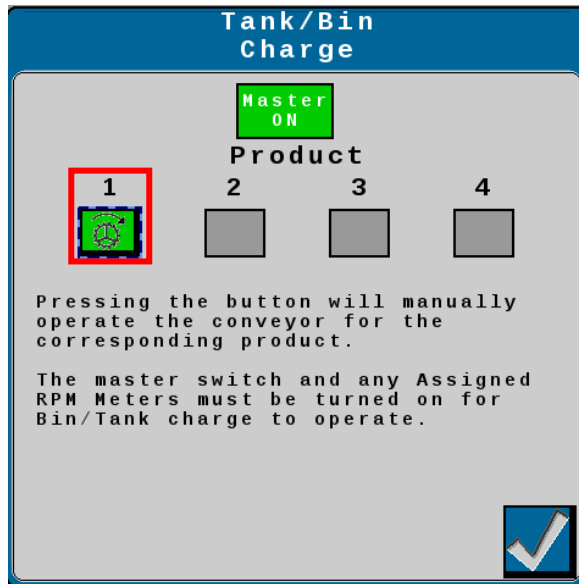 Tank/Bin
Charge
Master
ON
Product
1 2 3 4
Pressing the button will manually
operate the conveyor for the
corresponding product.
The master switch and any Assigned
RPM Meters must be turned on for
Bin/Tank charge to operate.